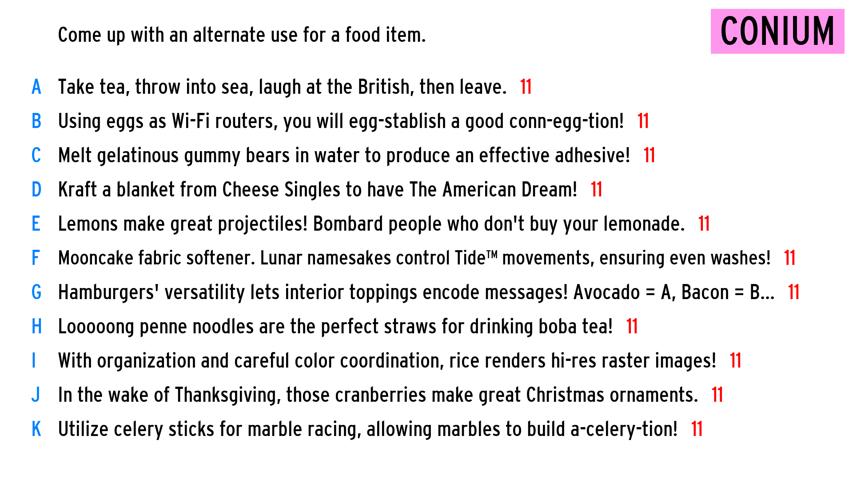 CONIUM
Come up with an alternate use for a food item.
A Take tea, throw into sea, laugh at the British, then leave. 11
B Using eggs as Wi-Fi routers, you will egg-stablish a good conn-egg-tion! 11
C Melt gelatinous gummy bears in water to produce an effective adhesive! 11
D Kraft a blanket from Cheese Singles to have The American Dream! 11
E Lemons make great projectiles! Bombard people who don't buy your lemonade. 11
F Mooncake fabric softener. Lunar namesakes control Tide™ movements, ensuring even washes! 11
G Hamburgers' versatility lets interior toppings encode messages! Avocado = A, Bacon = B... 11
H Looooong penne noodles are the perfect straws for drinking boba tea! 11
I With organization and careful color coordination, rice renders hi-res raster images! 11
J In the wake of Thanksgiving, those cranberries make great Christmas ornaments. 11
K Utilize celery sticks for marble racing, allowing marbles to build a-celery-tion! 11